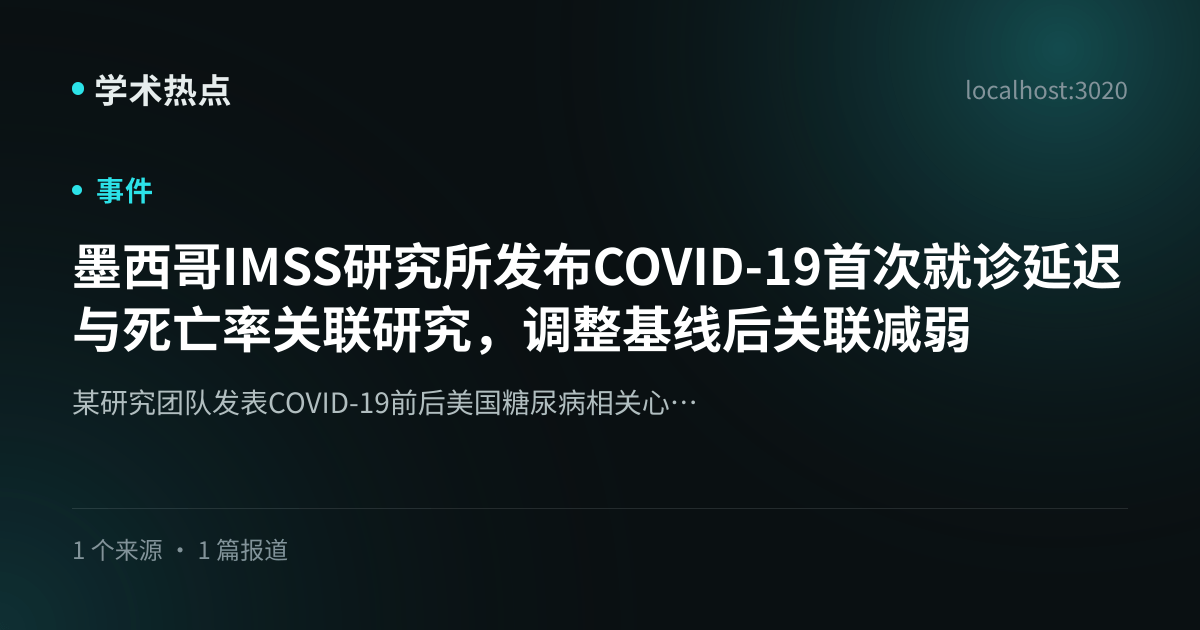 学术热点
localhost:3020
事件
墨西哥IMSS研究所发布COVID-19首次就诊延迟
与死亡率关联研究，调整基线后关联减弱
某研究团队发表COVID-19前后美国糖尿病相关心…
1 个来源 · 1 篇报道